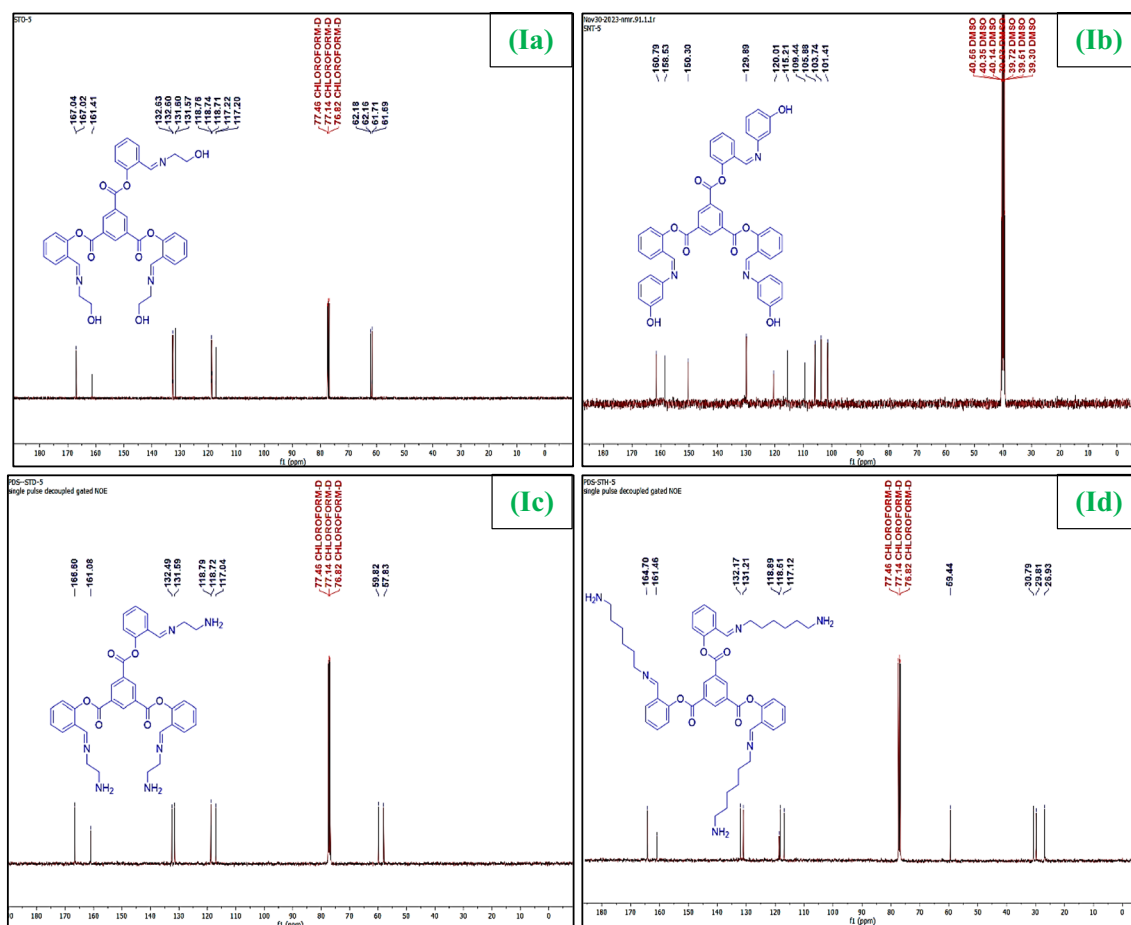 STO-5
(Ia)
167.04
167.02
161.41
132.63
132.60
131.60
131.57
118.76
118.74
118.71
117.22
117.20
77.46 CHLOROFORM-D
77.14 CHLOROFORM-D
76.82 CHLOROFORM-D
62.18
62.16
61.71
61.69
OH
N
O
O
O
O
O
O
N
N
OH
OH
180 170 160 150 140 130 120 110 100 90 80 70 60 50 40 30 20 10 0
f1 (ppm)
Nov30-2023-nmr.91.1.1r
SNT-5
(Ib)
160.79
158.53
150.30
129.89
120.01
115.21
109.44
105.88
103.74
101.41
40.56 DMSO
40.35 DMSO
40.14 DMSO
39.93 DMSO
39.72 DMSO
39.51 DMSO
39.30 DMSO
OH
N
O
O
O
O
O
O
N
N
HO
OH
180 170 160 150 140 130 120 110 100 90 80 70 60 50 40 30 20 10 0
f1 (ppm)
PDS--STD-5
single pulse decoupled gated NOE
(Ic)
166.60
161.08
132.49
131.59
118.79
118.72
117.04
77.46 CHLOROFORM-D
77.14 CHLOROFORM-D
76.82 CHLOROFORM-D
59.82
57.83
NH2
N
O
O
O
O
O
O
N
N
NH2
NH2
180 170 160 150 140 130 120 110 100 90 80 70 60 50 40 30 20 10 0
f1 (ppm)
PDS-STH-5
single pulse decoupled gated NOE
(Id)
164.70
161.46
132.17
131.21
118.89
118.51
117.12
77.46 CHLOROFORM-D
77.14 CHLOROFORM-D
76.82 CHLOROFORM-D
59.44
30.79
29.81
26.93
H2N
N
NH2
O
O
N
O
O
O
O
N
NH2
180 170 160 150 140 130 120 110 100 90 80 70 60 50 40 30 20 10 0
f1 (ppm)